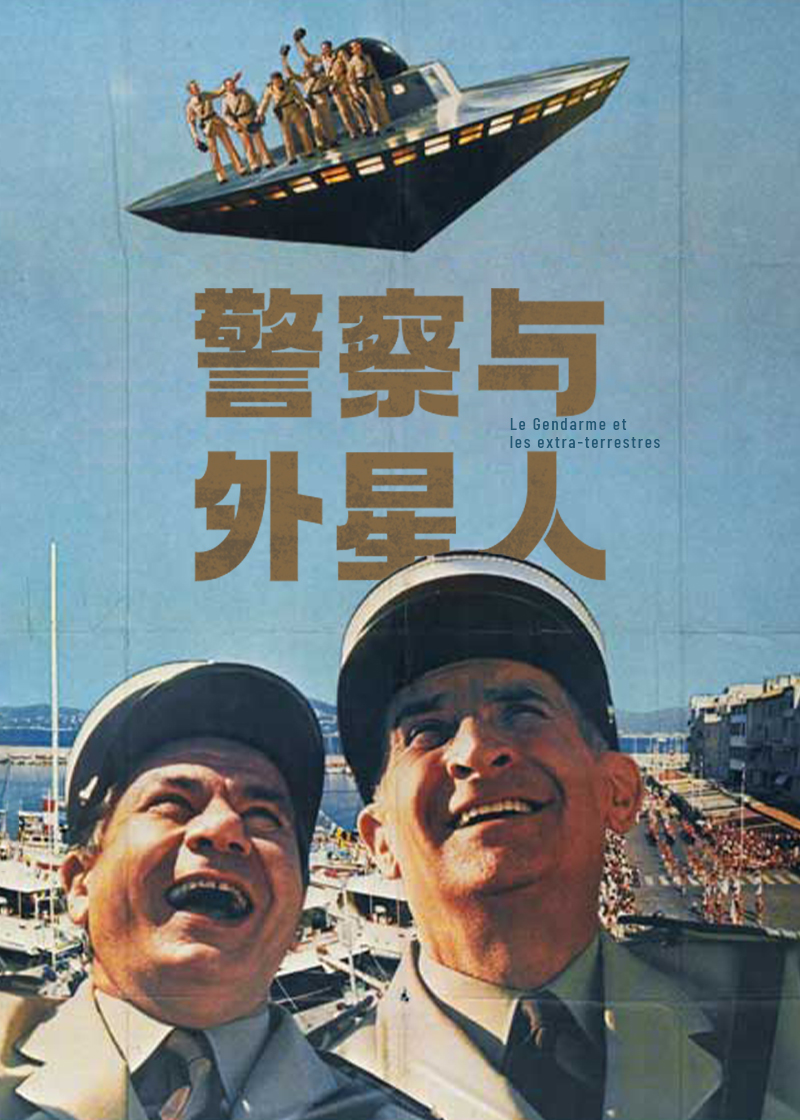 警察与
Le Gendarme et
les extra-terrestres
外星人